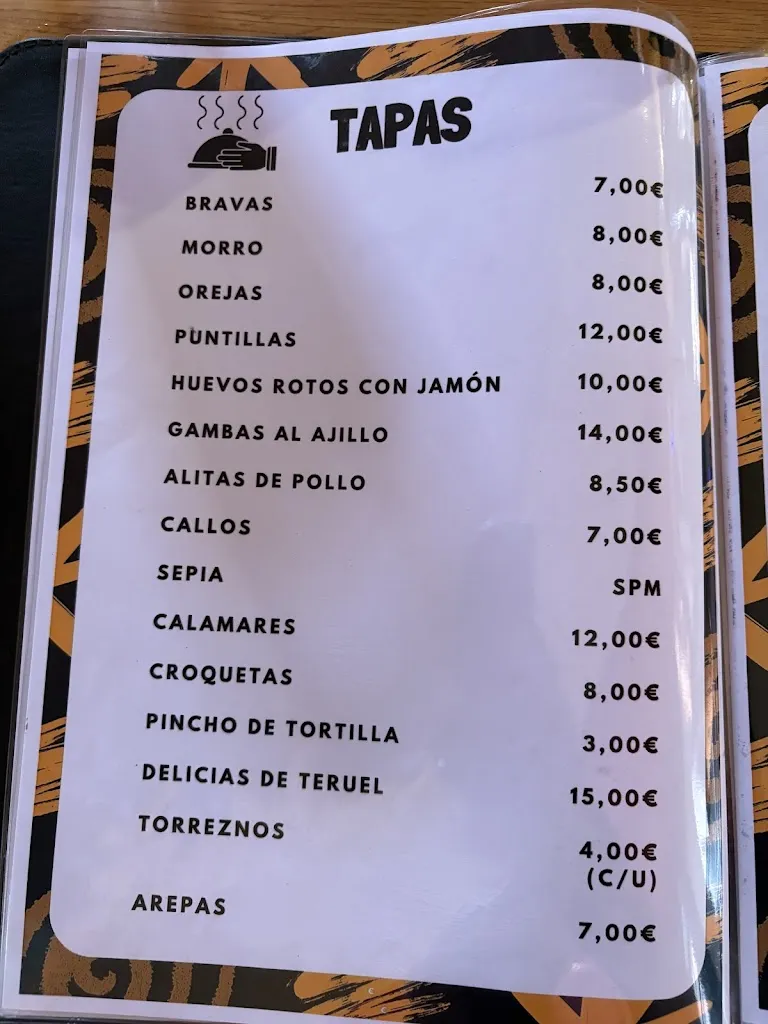 TAPAS
BRAVAS 7,00€
MORRO 8,00€
OREJAS 8,00€
PUNTILLAS 12,00€
HUEVOS ROTOS CON JAMÓN 10,00€
GAMBAS AL AJILLO 14,00€
ALITAS DE POLLO 8,50€
CALLOS 7,00€
SEPIA SPM
CALAMARES 12,00€
CROQUETAS 8,00€
PINCHO DE TORTILLA 3,00€
DELICIAS DE TERUEL 15,00€
TORREZNOS 4,00€
(C/U)
AREPAS 7,00€